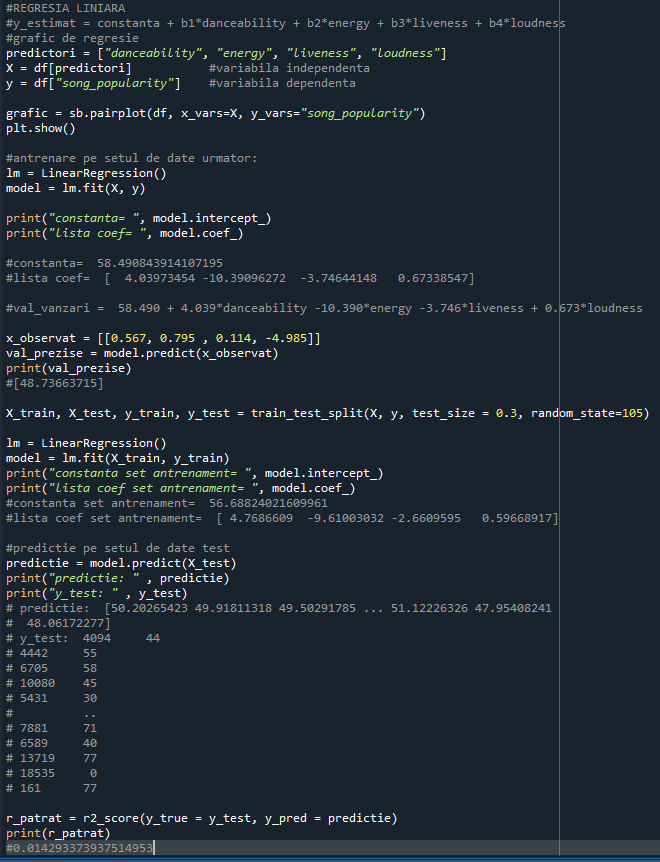 #REGRESIA LINIARA
#y_estimat = constanta + b1*danceability + b2*energy + b3*liveness + b4*loudness
#grafic de regresie
predictori = ["danceability", "energy", "liveness", "loudness"]
X = df[predictori]           #variabila independenta
y = df["song_popularity"]    #variabila dependenta
grafic = sb.pairplot(df, x_vars=X, y_vars="song_popularity")
plt.show()
#antrenare pe setul de date urmator:
lm = LinearRegression()
model = lm.fit(X, y)
print("constanta= ", model.intercept_)
print("lista coef= ", model.coef_)
#constanta=  58.490843914107195
#lista coef=  [  4.03973454 -10.39096272  -3.74644148   0.67338547]
#val_vanzari =  58.490 + 4.039*danceability -10.390*energy -3.746*liveness + 0.673*loudness
x_observat = [[0.567, 0.795 , 0.114, -4.985]]
val_prezise = model.predict(x_observat)
print(val_prezise)
#[48.73663715]
X_train, X_test, y_train, y_test = train_test_split(X, y, test_size = 0.3, random_state=105)
lm = LinearRegression()
model = lm.fit(X_train, y_train)
print("constanta set antrenament= ", model.intercept_)
print("lista coef set antrenament= ", model.coef_)
#constanta set antrenament=  56.68824021609961
#lista coef set antrenament=  [ 4.7686609  -9.61003032 -2.6609595   0.59668917]
#predictie pe setul de date test
predictie = model.predict(X_test)
print("predictie: " , predictie)
print("y_test: " , y_test)
# predictie:  [50.20265423 49.91811318 49.50291785 ... 51.12226326 47.95408241
#  48.06172277]
# y_test:  4094     44
# 4442     55
# 6705     58
# 10080    45
# 5431     30
#          ..
# 7881     71
# 6589     40
# 13719    77
# 18535     0
# 161      77
r_patrat = r2_score(y_true = y_test, y_pred = predictie)
print(r_patrat)
#0.014293373937514953